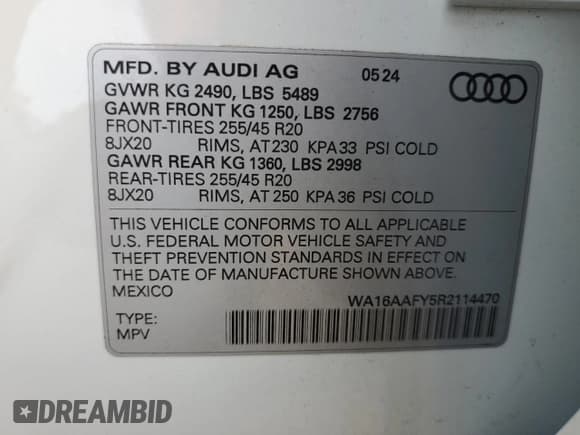 MFD. BY AUDI AG 05 24
GVWR KG 2490, LBS 5489
GAWR FRONT KG 1250, LBS 2756
FRONT-TIRES 255/45 R20
8JX20 RIMS, AT 230 KPA 33 PSI COLD
GAWR REAR KG 1360, LBS 2998
REAR-TIRES 255/45 R20
8JX20 RIMS, AT 250 KPA 36 PSI COLD
THIS VEHICLE CONFORMS TO ALL APPLICABLE
U.S. FEDERAL MOTOR VEHICLE SAFETY AND
THEFT PREVENTION STANDARDS IN EFFECT ON
THE DATE OF MANUFACTURE SHOWN ABOVE.
MEXICO
WA16AAFY5R2114470
TYPE:
MPV
DREAMBID